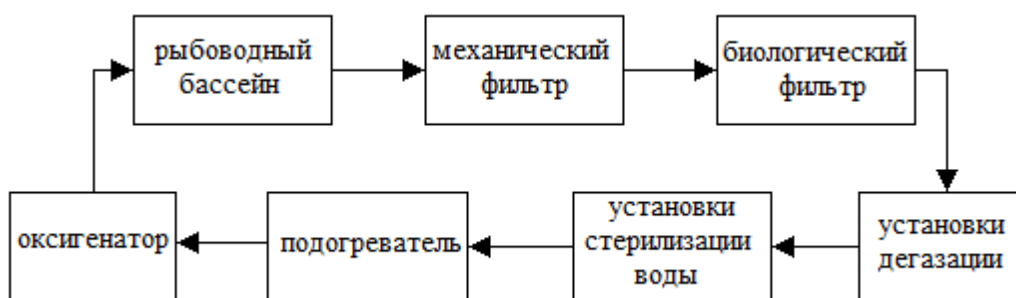 рыбоводный
бассейн
механический
фильтр
биологический
фильтр
оксигенатор
подогреватель
установки
стерилизации
воды
установки
дегазации